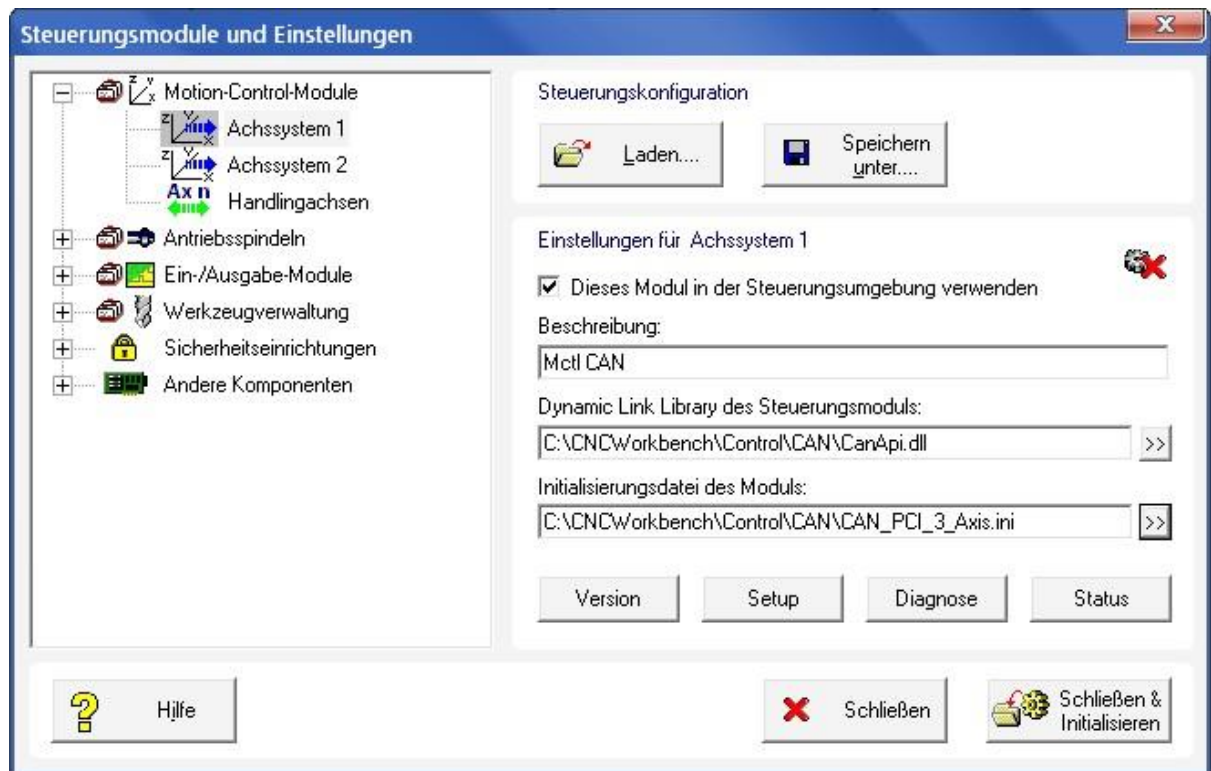 Steuerungsmodule und Einstellungen
Motion-Control-Module
Achssystem 1
Achssystem 2
Ax n
Handlingachsen
Antriebsspindeln
Ein-/Ausgabe-Module
Werkzeugverwaltung
Sicherheitseinrichtungen
Andere Komponenten
Steuerungskonfiguration
Laden....
Speichern
unter....
Einstellungen für Achssystem 1
Dieses Modul in der Steuerungsumgebung verwenden
Beschreibung:
Mctl CAN
Dynamic Link Library des Steuerungsmoduls:
C:\CNCWorkbench\Control\CAN\CanApi.dll
>>
Initialisierungsdatei des Moduls:
C:\CNCWorkbench\Control\CAN\CAN_PCI_3_Axis.ini
>>
Version
Setup
Diagnose
Status
Hilfe
Schließen
Schließen &
Initialisieren